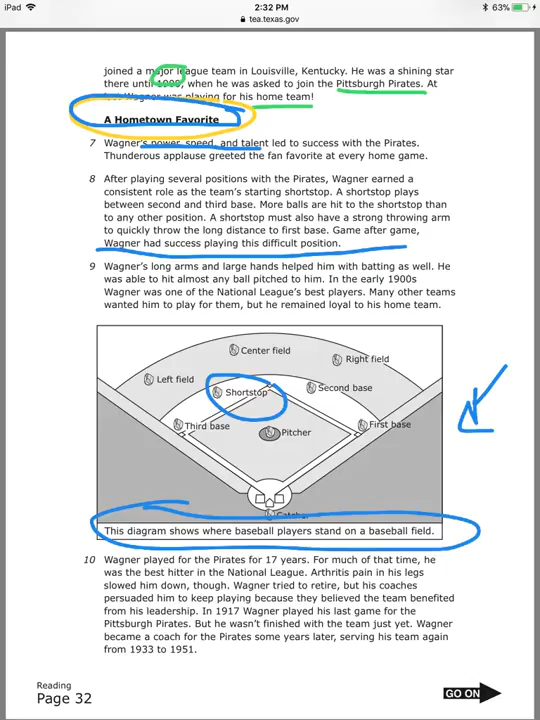 iPad
2:32 PM
63%
tea.texas.gov
joined a major league team in Louisville, Kentucky. He was a shining star
there until 1900, when he was asked to join the Pittsburgh Pirates. At
last Wagner was playing for his home team!
A Hometown Favorite
7 Wagner's power, speed, and talent led to success with the Pirates.
Thunderous applause greeted the fan favorite at every home game.
8 After playing several positions with the Pirates, Wagner earned a
consistent role as the team's starting shortstop. A shortstop plays
between second and third base. More balls are hit to the shortstop than
to any other position. A shortstop must also have a strong throwing arm
to quickly throw the long distance to first base. Game after game,
Wagner had success playing this difficult position.
9 Wagner's long arms and large hands helped him with batting as well. He
was able to hit almost any ball pitched to him. In the early 1900s
Wagner was one of the National League's best players. Many other teams
wanted him to play for them, but he remained loyal to his home team.
Center field
Right field
Left field
Second base
Shortstop
Third base
First base
Pitcher
Catcher
This diagram shows where baseball players stand on a baseball field.
10 Wagner played for the Pirates for 17 years. For much of that time, he
was the best hitter in the National League. Arthritis pain in his legs
slowed him down, though. Wagner tried to retire, but his coaches
persuaded him to keep playing because they believed the team benefited
from his leadership. In 1917 Wagner played his last game for the
Pittsburgh Pirates. But he wasn't finished with the team just yet. Wagner
became a coach for the Pirates some years later, serving his team again
from 1933 to 1951.
Reading
Page 32
GO ON